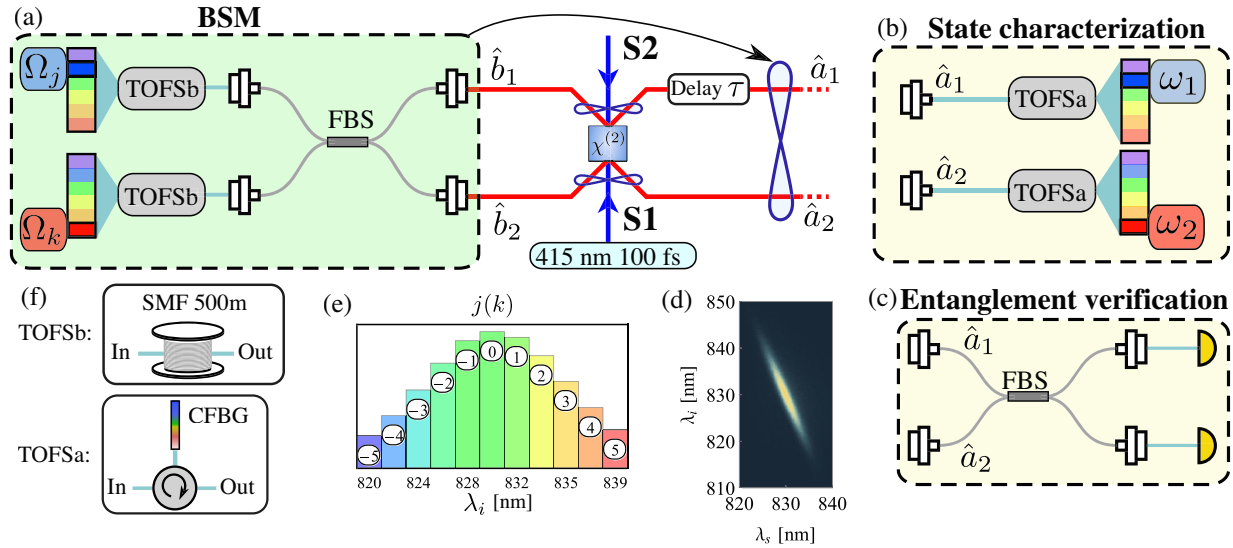 (a)
BSM
Ω_j
TOFSb
FBS
Ω_k
TOFSb
b̂_1
b̂_2
S2
χ^(2)
S1
415 nm 100 fs
Delay τ
â_1
â_2
(b) State characterization
â_1
TOFSa
ω_1
â_2
TOFSa
ω_2
(c) Entanglement verification
â_1
FBS
â_2
(f)
SMF 500m
TOFSb:
In
Out
CFBG
TOFSa:
In
Out
(e)
j(k)
-5
-4
-3
-2
-1
0
1
2
3
4
5
820 824 828 831 835 839
λ_i [nm]
(d)
850
840
830
820
810
λ_i [nm]
820 830 840
λ_s [nm]